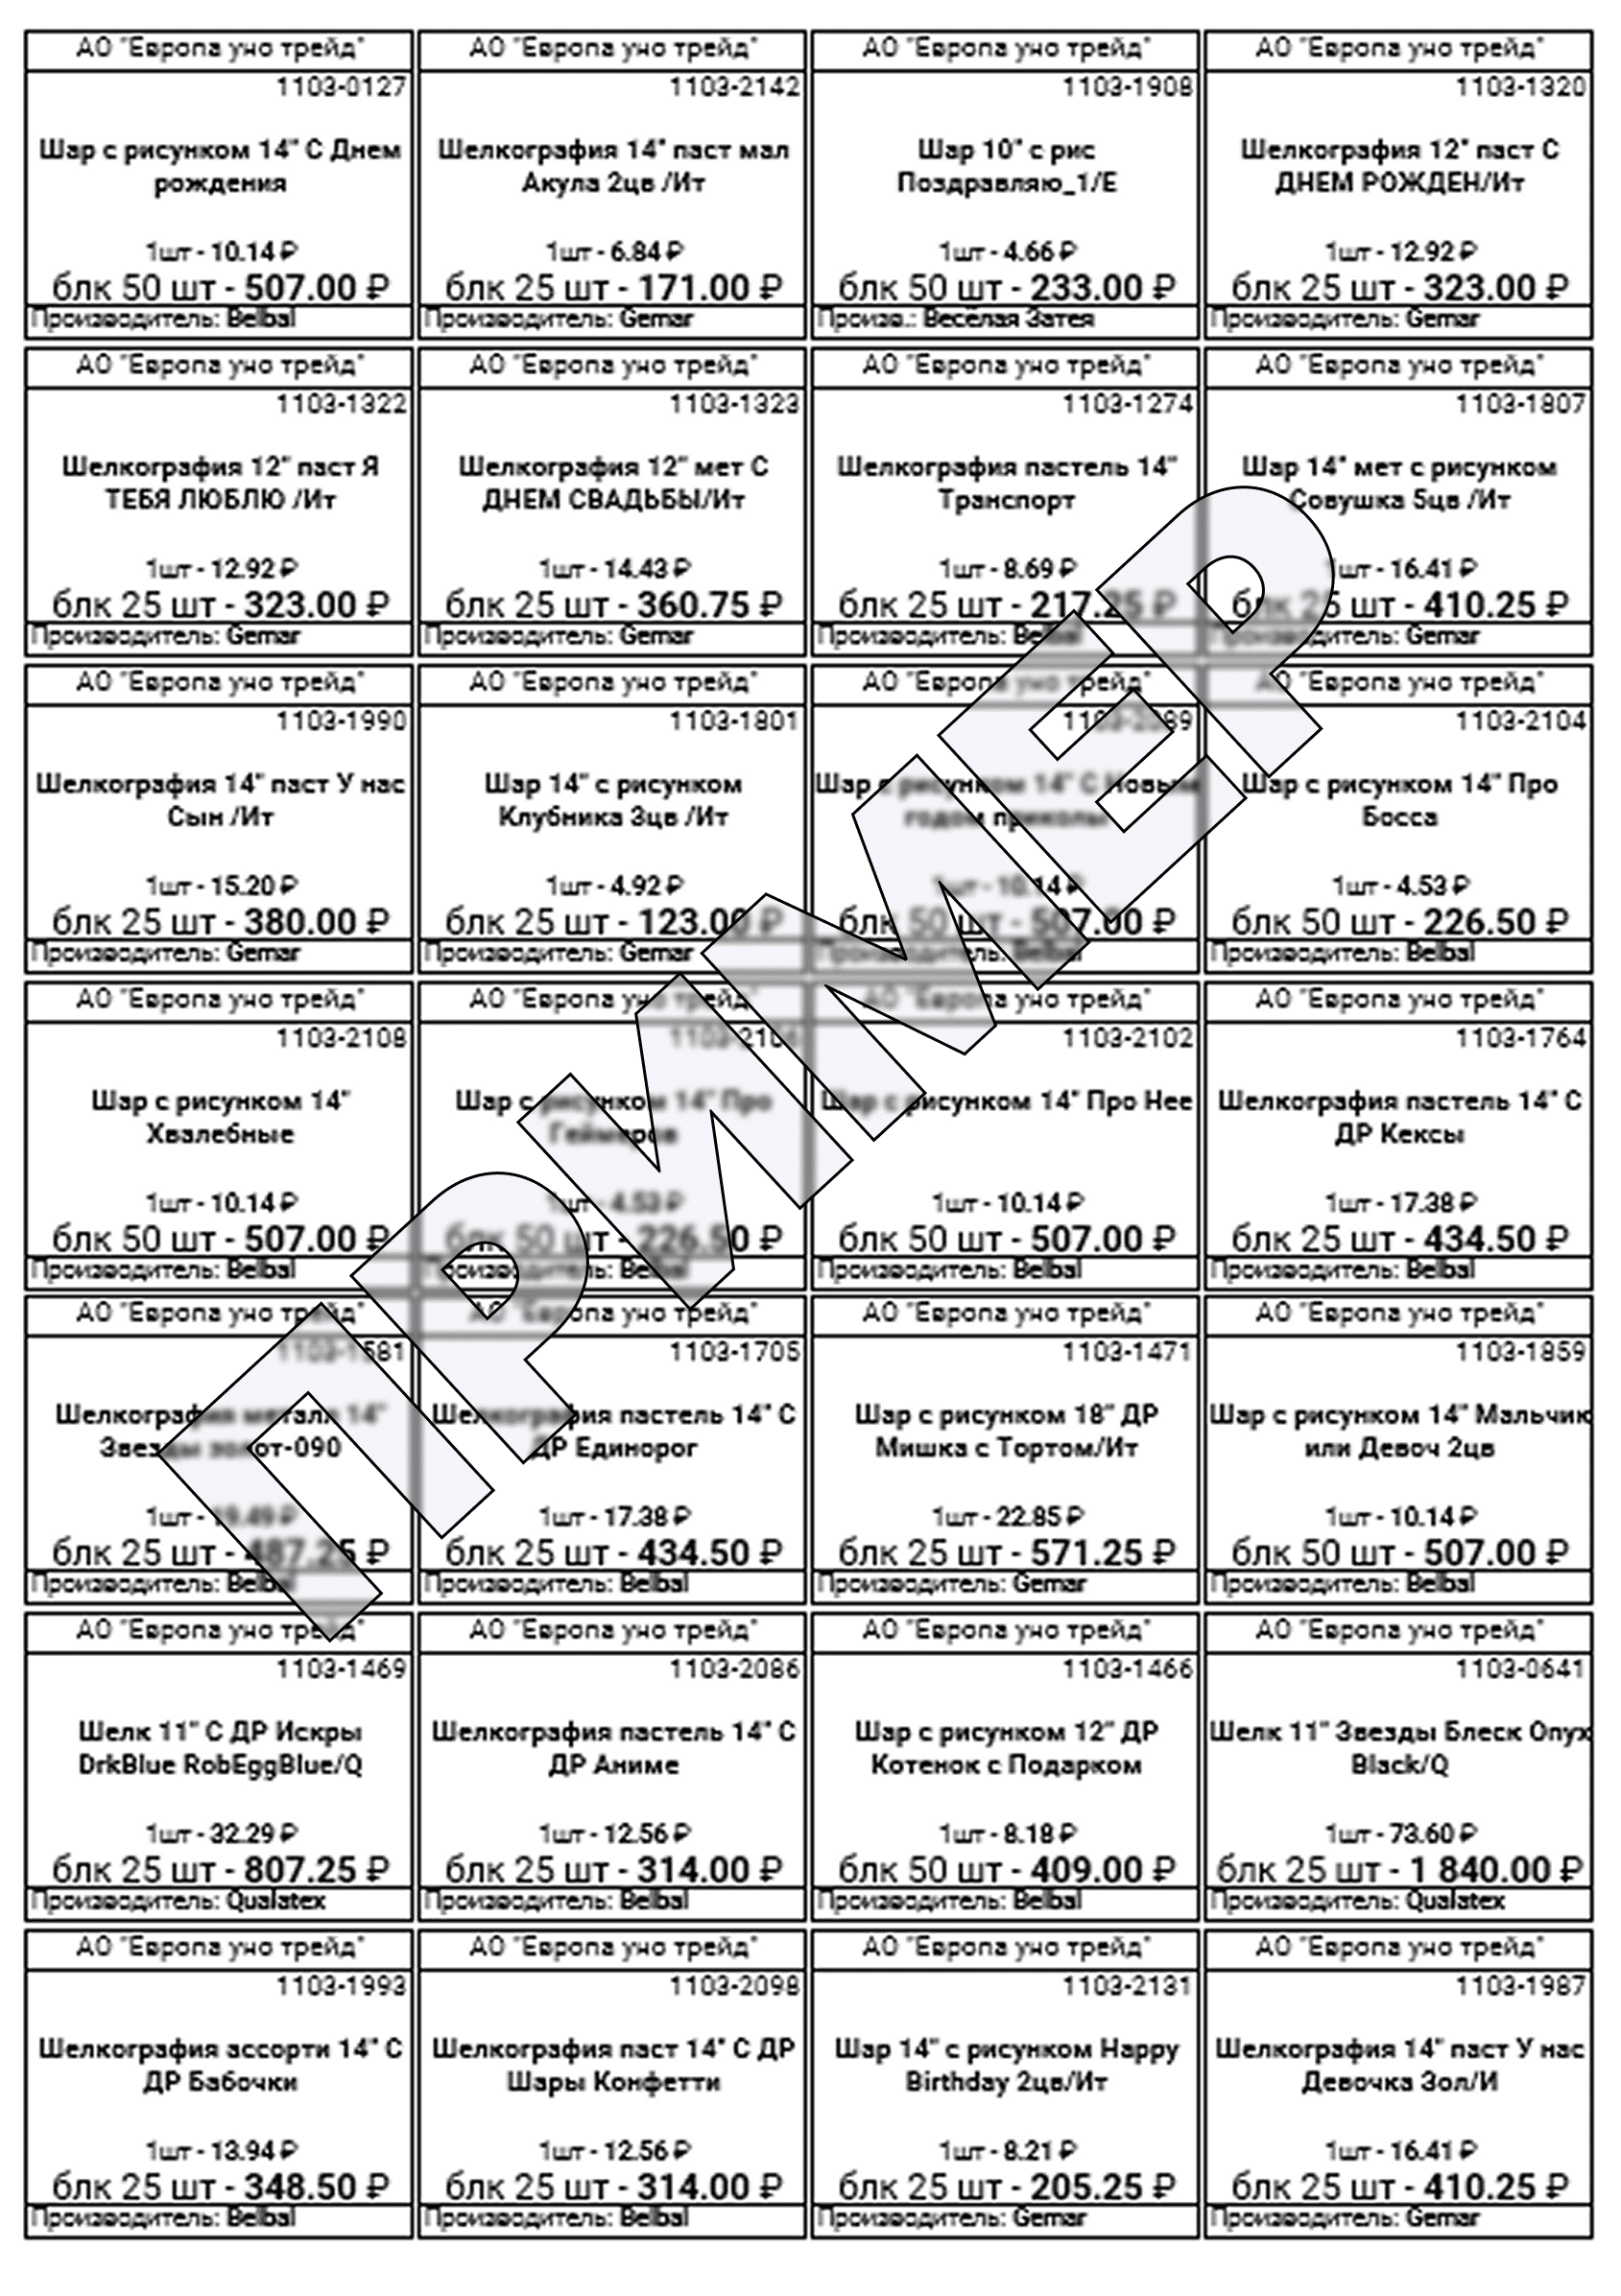 АО "Европа уно трейд"
1103-0127
Шар с рисунком 14" С Днем
рождения
1шт - 10.14 ₽
блк 50 шт - 507.00 ₽
Производитель: Belbal
АО "Европа уно трейд"
1103-2142
Шелкография 14" паст мал
Акула 2цв /Ит
1шт - 6.84 ₽
блк 25 шт - 171.00 ₽
Производитель: Gemar
АО "Европа уно трейд"
1103-1908
Шар 10" с рис
Поздравляю_1/Е
1шт - 4.66 ₽
блк 50 шт - 233.00 ₽
Произв.: Весёлая Затея
АО "Европа уно трейд"
1103-1320
Шелкография 12" паст С
ДНЕМ РОЖДЕН/Ит
1шт - 12.92 ₽
блк 25 шт - 323.00 ₽
Производитель: Gemar
АО "Европа уно трейд"
1103-1322
Шелкография 12" паст Я
ТЕБЯ ЛЮБЛЮ /Ит
1шт - 12.92 ₽
блк 25 шт - 323.00 ₽
Производитель: Gemar
АО "Европа уно трейд"
1103-1323
Шелкография 12" мет С
ДНЕМ СВАДЬБЫ/Ит
1шт - 14.43 ₽
блк 25 шт - 360.75 ₽
Производитель: Gemar
АО "Европа уно трейд"
1103-1274
Шелкография пастель 14"
Транспорт
1шт - 8.69 ₽
блк 25 шт - 217.25 ₽
Производитель: Belbal
АО "Европа уно трейд"
1103-1807
Шар 14" мет с рисунком
Совушка 5цв /Ит
1шт - 16.41 ₽
блк 25 шт - 410.25 ₽
Производитель: Gemar
АО "Европа уно трейд"
1103-1990
Шелкография 14" паст У нас
Сын /Ит
1шт - 15.20 ₽
блк 25 шт - 380.00 ₽
Производитель: Gemar
АО "Европа уно трейд"
1103-1801
Шар 14" с рисунком
Клубника 3цв /Ит
1шт - 4.92 ₽
блк 25 шт - 123.00 ₽
Производитель: Gemar
АО "Европа уно трейд"
Шар с рисунком 14" С Новым
годом приколы
1шт - 10.14 ₽
блк 50 шт - 507.00 ₽
Производитель: Belbal
АО "Европа уно трейд"
1103-2104
Шар с рисунком 14" Про
Босса
1шт - 4.53 ₽
блк 50 шт - 226.50 ₽
Производитель: Belbal
АО "Европа уно трейд"
1103-2108
Шар с рисунком 14"
Хвалебные
1шт - 10.14 ₽
блк 50 шт - 507.00 ₽
Производитель: Belbal
АО "Европа уно трейд"
1103-2106
Шар с рисунком 14" Про
Геймеров
1шт - 4.53 ₽
блк 50 шт - 226.50 ₽
Производитель: Belbal
АО "Европа уно трейд"
1103-2102
Шар с рисунком 14" Про Нее
1шт - 10.14 ₽
блк 50 шт - 507.00 ₽
Производитель: Belbal
АО "Европа уно трейд"
1103-1764
Шелкография пастель 14" С
ДР Кексы
1шт - 17.38 ₽
блк 25 шт - 434.50 ₽
Производитель: Belbal
АО "Европа уно трейд"
1103-1581
Шелкография металл 14"
Звезды золот-090
1шт - 19.49 ₽
блк 25 шт - 487.25 ₽
Производитель: Belbal
АО "Европа уно трейд"
1103-1705
Шелкография пастель 14" С
ДР Единорог
1шт - 17.38 ₽
блк 25 шт - 434.50 ₽
Производитель: Belbal
АО "Европа уно трейд"
1103-1471
Шар с рисунком 18" ДР
Мишка с Тортом/Ит
1шт - 22.85 ₽
блк 25 шт - 571.25 ₽
Производитель: Gemar
АО "Европа уно трейд"
1103-1859
Шар с рисунком 14" Мальчик
или Девоч 2цв
1шт - 10.14 ₽
блк 50 шт - 507.00 ₽
Производитель: Belbal
АО "Европа уно трейд"
1103-1469
Шелк 11" С ДР Искры
DrkBlue RobEggBlue/Q
1шт - 32.29 ₽
блк 25 шт - 807.25 ₽
Производитель: Qualatex
АО "Европа уно трейд"
1103-2086
Шелкография пастель 14" С
ДР Аниме
1шт - 12.56 ₽
блк 25 шт - 314.00 ₽
Производитель: Belbal
АО "Европа уно трейд"
1103-1466
Шар с рисунком 12" ДР
Котенок с Подарком
1шт - 8.18 ₽
блк 50 шт - 409.00 ₽
Производитель: Belbal
АО "Европа уно трейд"
1103-0641
Шелк 11" Звезды Блеск Onyx
Black/Q
1шт - 73.60 ₽
блк 25 шт - 1 840.00 ₽
Производитель: Qualatex
АО "Европа уно трейд"
1103-1993
Шелкография ассорти 14" С
ДР Бабочки
1шт - 13.94 ₽
блк 25 шт - 348.50 ₽
Производитель: Belbal
АО "Европа уно трейд"
1103-2098
Шелкография паст 14" С ДР
Шары Конфетти
1шт - 12.56 ₽
блк 25 шт - 314.00 ₽
Производитель: Belbal
АО "Европа уно трейд"
1103-2131
Шар 14" с рисунком Happy
Birthday 2цв/Ит
1шт - 8.21 ₽
блк 25 шт - 205.25 ₽
Производитель: Gemar
АО "Европа уно трейд"
1103-1987
Шелкография 14" паст У нас
Девочка Зол/И
1шт - 16.41 ₽
блк 25 шт - 410.25 ₽
Производитель: Gemar
ПРИМЕР